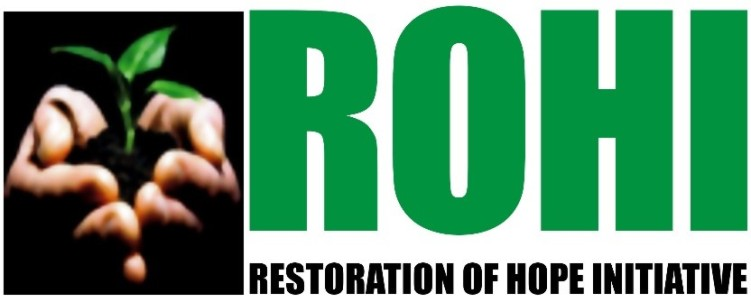 ROHI
RESTORATION OF HOPE INITIATIVE